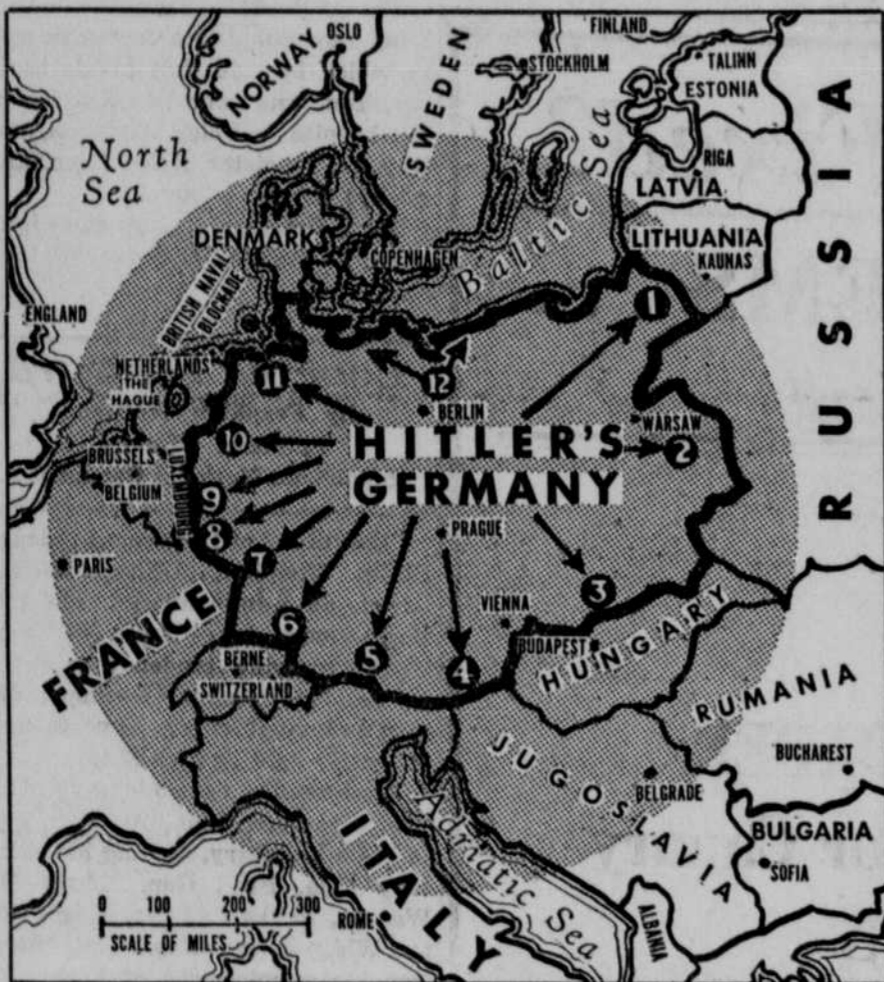 FINLAND
OSLO
NORWAY
SWEDEN
STOCKHOLM
TALINN
ESTONIA
North
Sea
Baltic Sea
RIGA
LATVIA
RUSSIA
DENMARK
COPENHAGEN
LITHUANIA
KAUNAS
BRITISH NAVAL
BLOCKADE
ENGLAND
1
NETHERLANDS
THE
HAGUE
11
12
BERLIN
WARSAW
10
2
HITLER'S
GERMANY
BRUSSELS
BELGIUM
LUXEMBOURG
9
8
PRAGUE
7
PARIS
3
FRANCE
6
VIENNA
BUDAPEST
HUNGARY
BERNE
SWITZERLAND
5
4
RUMANIA
JUGOSLAVIA
BUCHAREST
BELGRADE
ITALY
Adriatic Sea
BULGARIA
SOFIA
0 100 200 300
SCALE OF MILES
ROME
ALBANIA